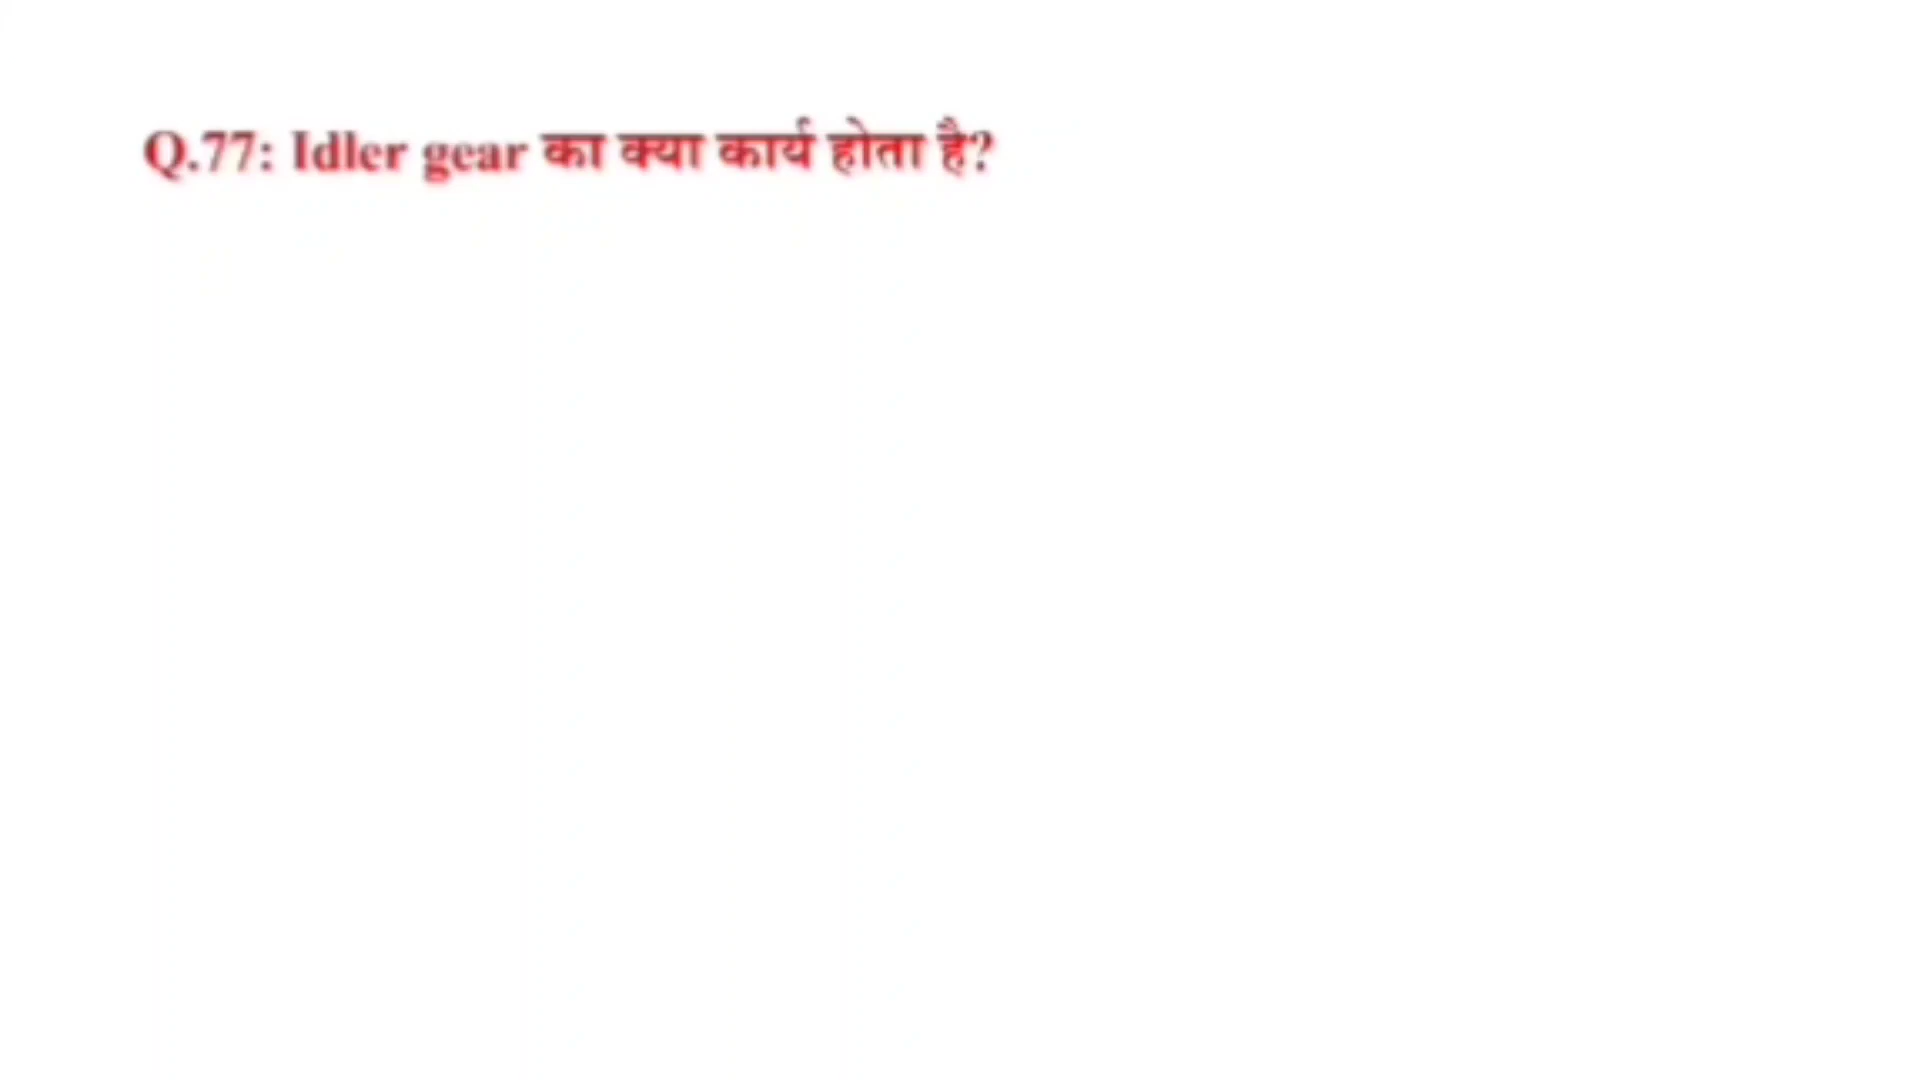 Q.77: Idler gear का क्या कार्य होता है?